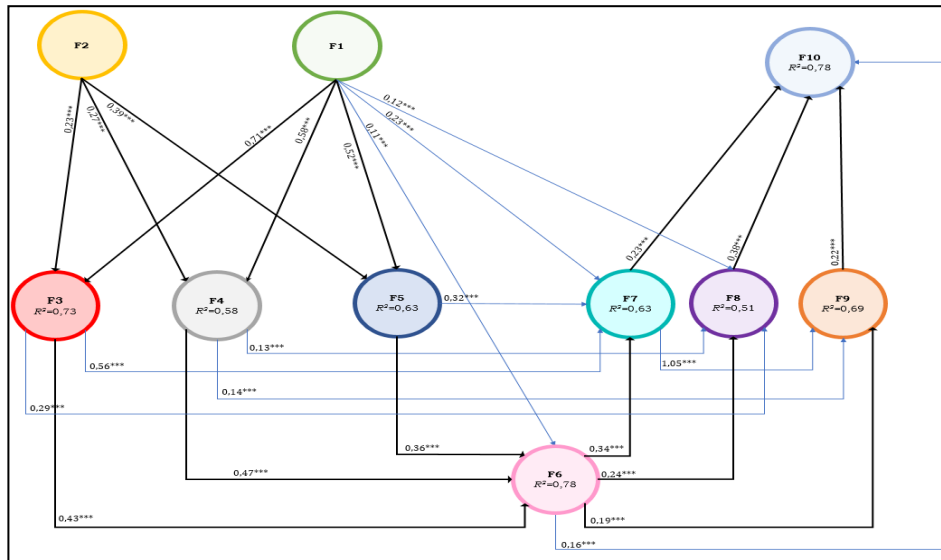 F2
F1
F10
R²=0,78
0,23***
0,27***
0,39***
0,71***
0,58***
0,52***
0,11***
0,23***
0,12***
0,23***
0,38***
0,22***
F3
R²=0,73
F4
R²=0,58
F5
R²=0,63
0,32***
F7
R²=0,63
F8
R²=0,51
F9
R²=0,69
0,13***
0,56***
1,05***
0,14***
0,29***
0,36***
0,34***
F6
R²=0,78
0,47***
0,24***
0,43***
0,19***
0,16***